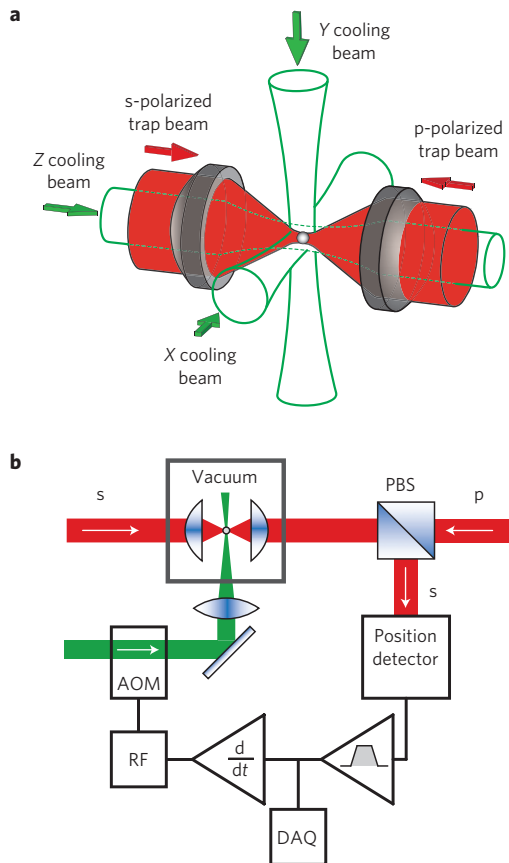 a
Y cooling
beam
s-polarized
trap beam
p-polarized
trap beam
Z cooling
beam
X cooling
beam
b
Vacuum
s
PBS
p
s
Position
detector
AOM
RF
d
dt
DAQ